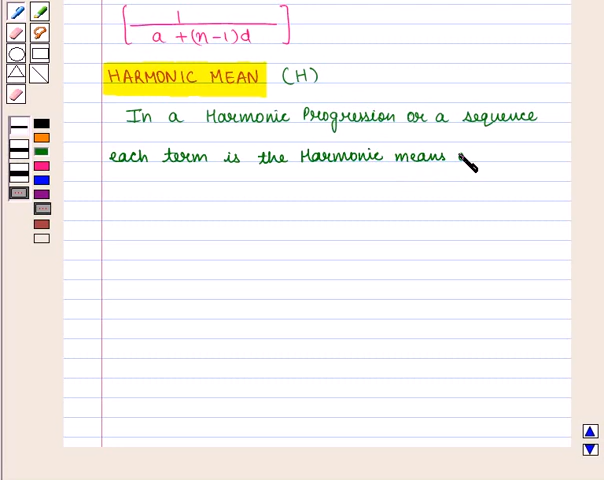 [ 1 / a + (n - 1) d ]
HARMONIC MEAN (H)
In a Harmonic Progression or a sequence
each term is the Harmonic means